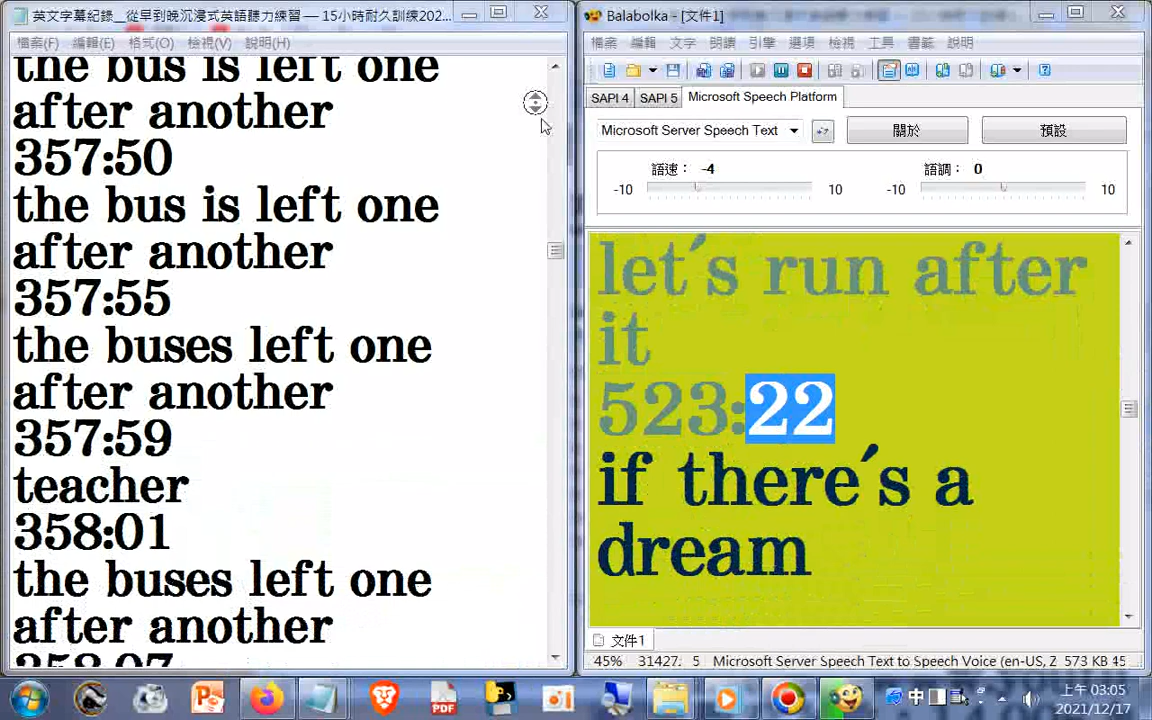 英文字幕紀錄__從早到晚沉浸式英語聽力練習 — 15小時耐久訓練202...
檔案(F) 編輯(E) 格式(O) 檢視(V) 說明(H)
the bus is left one
after another
357:50
the bus is left one
after another
357:55
the buses left one
after another
357:59
teacher
358:01
the buses left one
after another
358:07
Balabolka - [文件1]
檔案 編輯 文字 朗讀 引擎 選項 檢視 工具 書籤 說明
SAPI 4 SAPI 5 Microsoft Speech Platform
Microsoft Server Speech Text 關於 預設
語速： -4 語調： 0
-10 10 -10 10
let's run after
it
523:22
if there's a
dream
文件1
45% 31427. 5 Microsoft Server Speech Text to Speech Voice (en-US, Z 573 KB 45
中 上午 03:05
2021/12/17